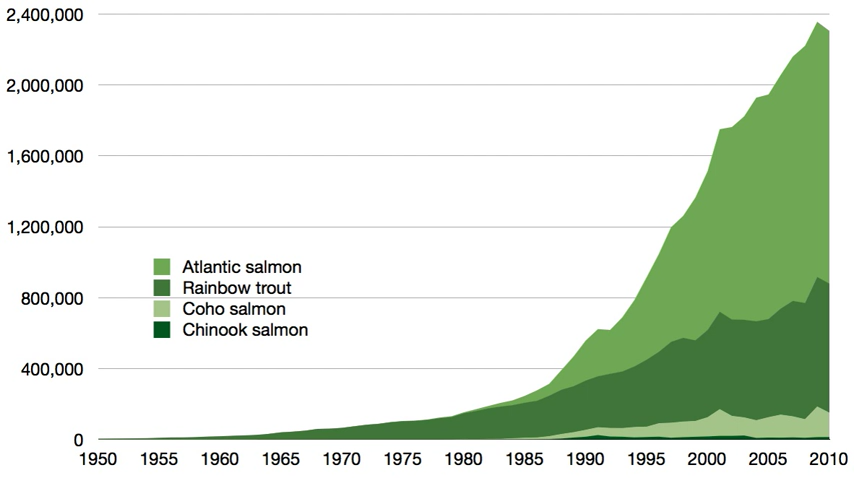 2,400,000
2,000,000
1,600,000
1,200,000
800,000
400,000
0
Atlantic salmon
Rainbow trout
Coho salmon
Chinook salmon
1950 1955 1960 1965 1970 1975 1980 1985 1990 1995 2000 2005 2010